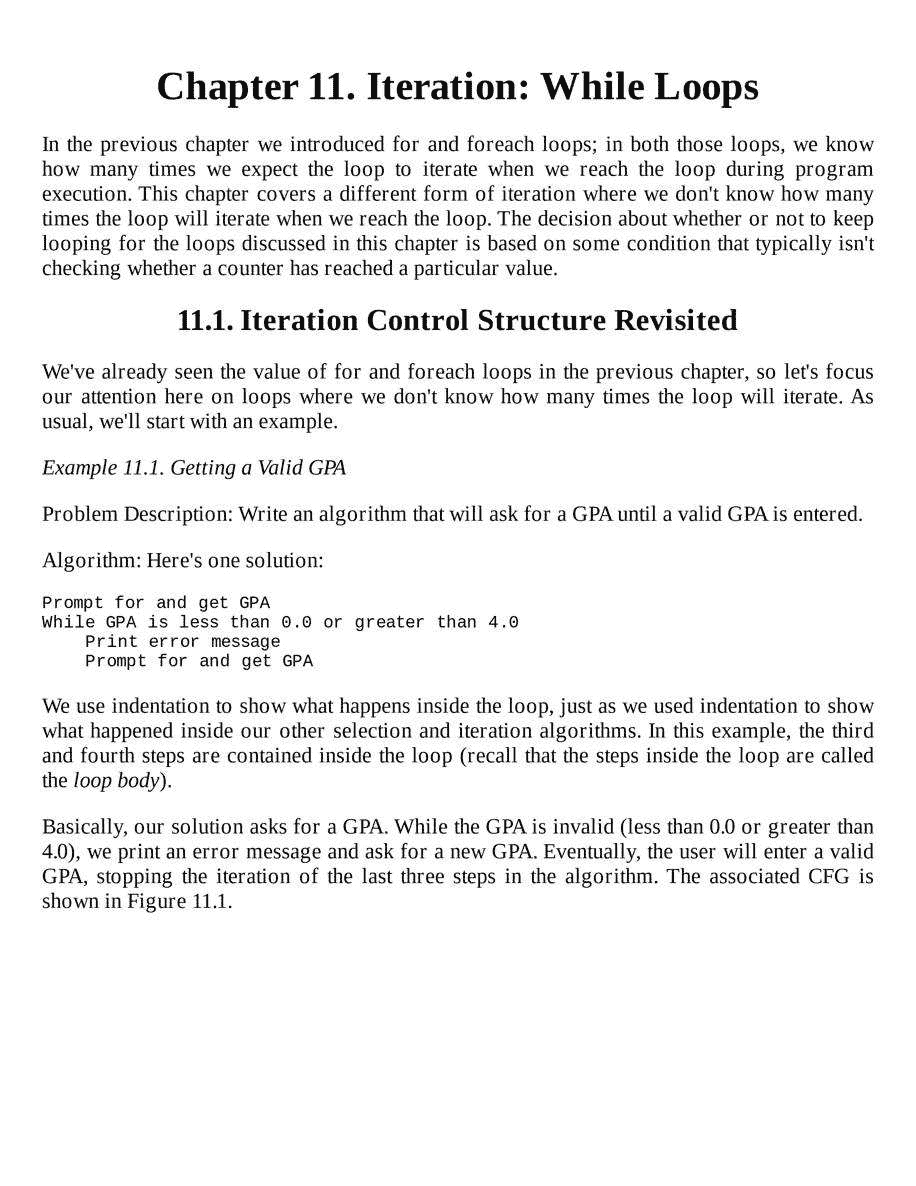 Chapter 11. Iteration: While Loops
In the previous chapter we introduced for and foreach loops; in both those loops, we know
how many times we expect the loop to iterate when we reach the loop during program
execution. This chapter covers a different form of iteration where we don't know how many
times the loop will iterate when we reach the loop. The decision about whether or not to keep
looping for the loops discussed in this chapter is based on some condition that typically isn't
checking whether a counter has reached a particular value.
11.1. Iteration Control Structure Revisited
We've already seen the value of for and foreach loops in the previous chapter, so let's focus
our attention here on loops where we don't know how many times the loop will iterate. As
usual, we'll start with an example.
Example 11.1. Getting a Valid GPA
Problem Description: Write an algorithm that will ask for a GPA until a valid GPA is entered.
Algorithm: Here's one solution:
Prompt for and get GPA
While GPA is less than 0.0 or greater than 4.0
    Print error message
    Prompt for and get GPA
We use indentation to show what happens inside the loop, just as we used indentation to show
what happened inside our other selection and iteration algorithms. In this example, the third
and fourth steps are contained inside the loop (recall that the steps inside the loop are called
the loop body).
Basically, our solution asks for a GPA. While the GPA is invalid (less than 0.0 or greater than
4.0), we print an error message and ask for a new GPA. Eventually, the user will enter a valid
GPA, stopping the iteration of the last three steps in the algorithm. The associated CFG is
shown in Figure 11.1.